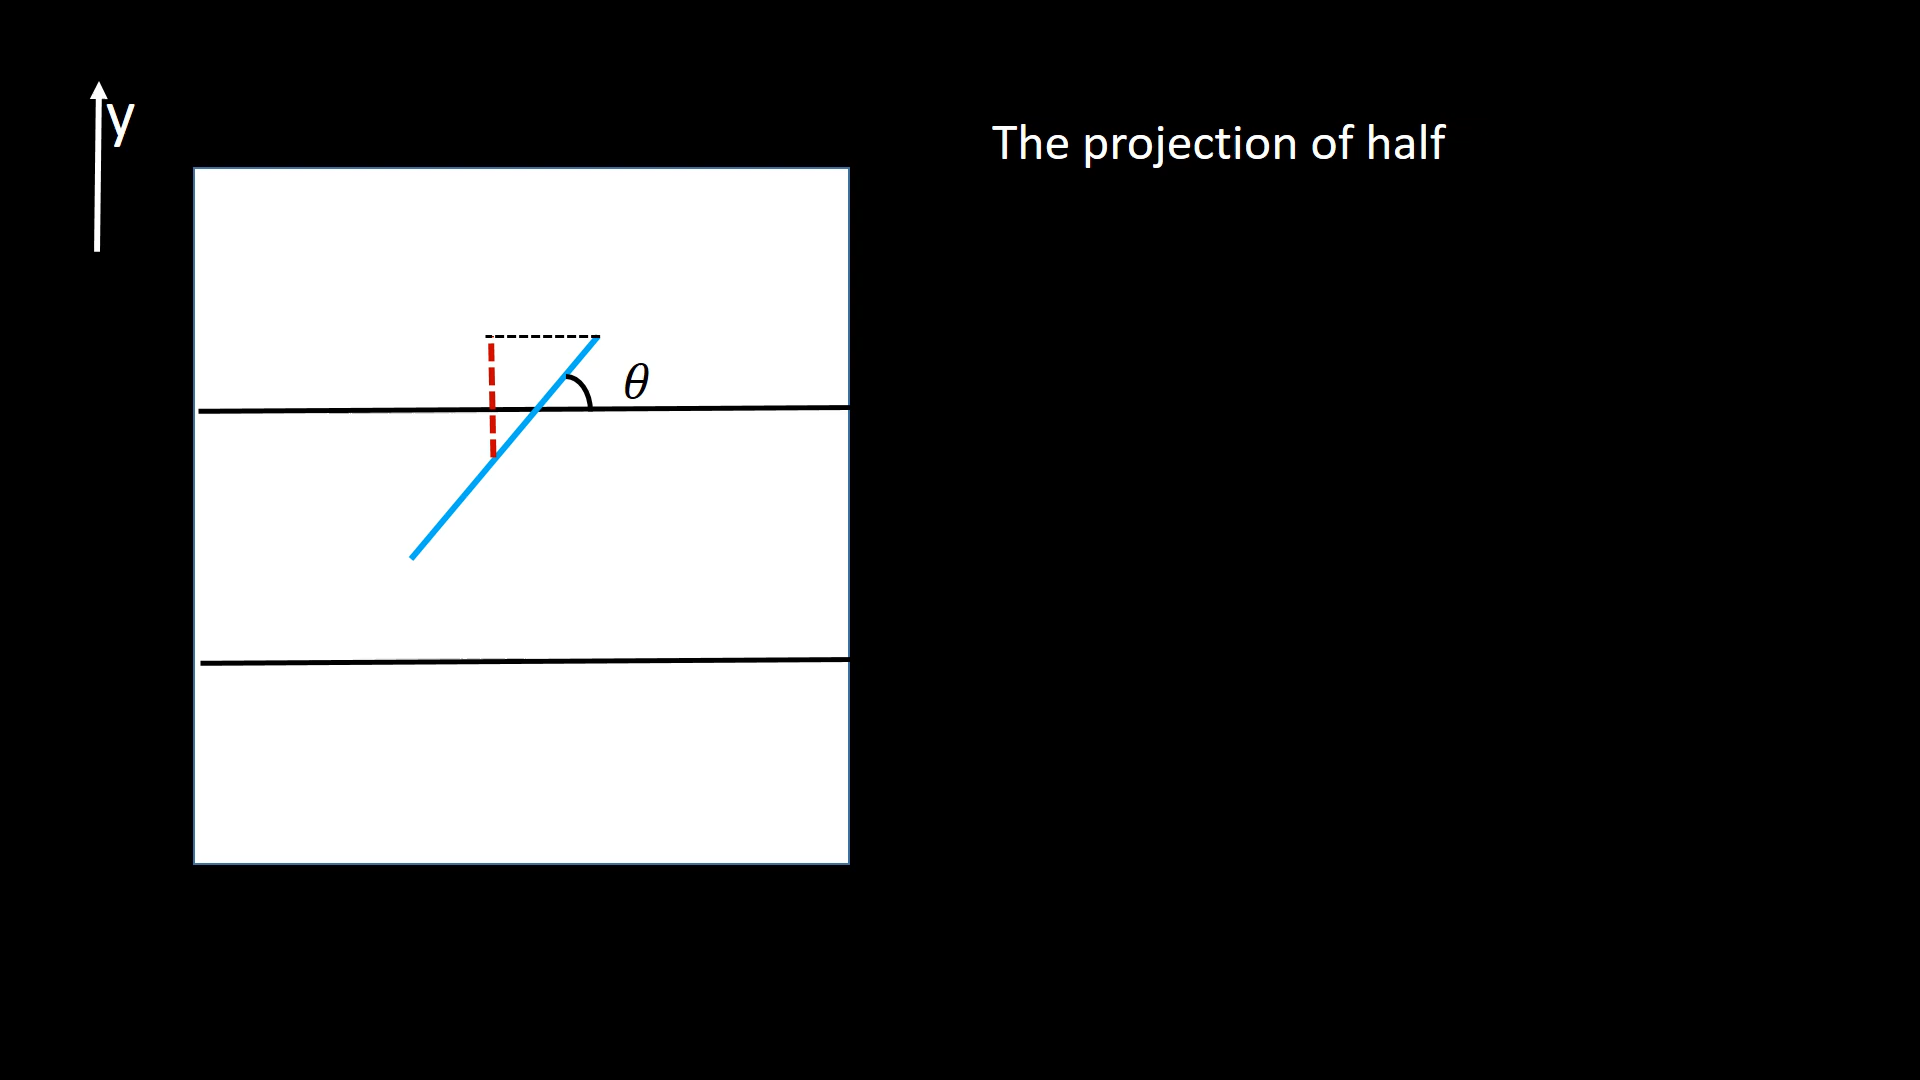 y
The projection of half
θ